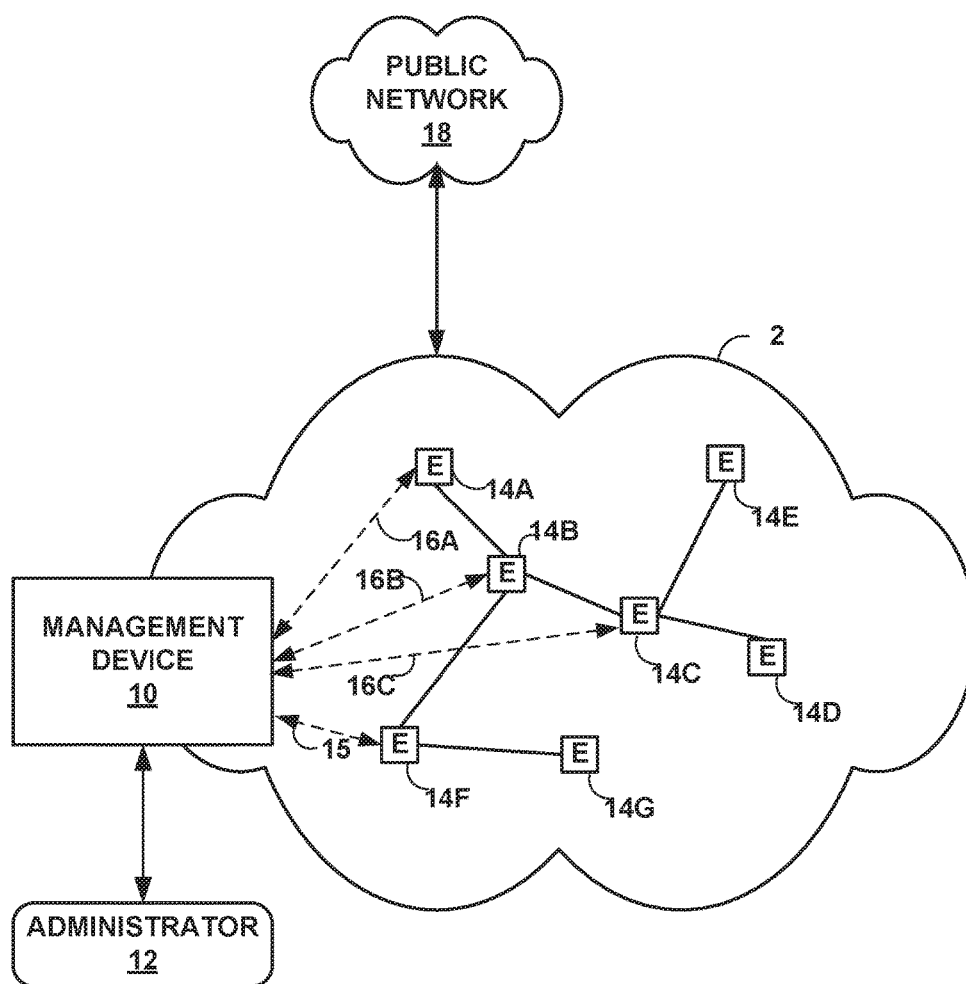 PUBLIC
NETWORK
18
2
E
14A
E
14E
16A
14B
E
16B
MANAGEMENT
DEVICE
10
E
14C
E
14D
16C
15
E
14F
E
14G
ADMINISTRATOR
12